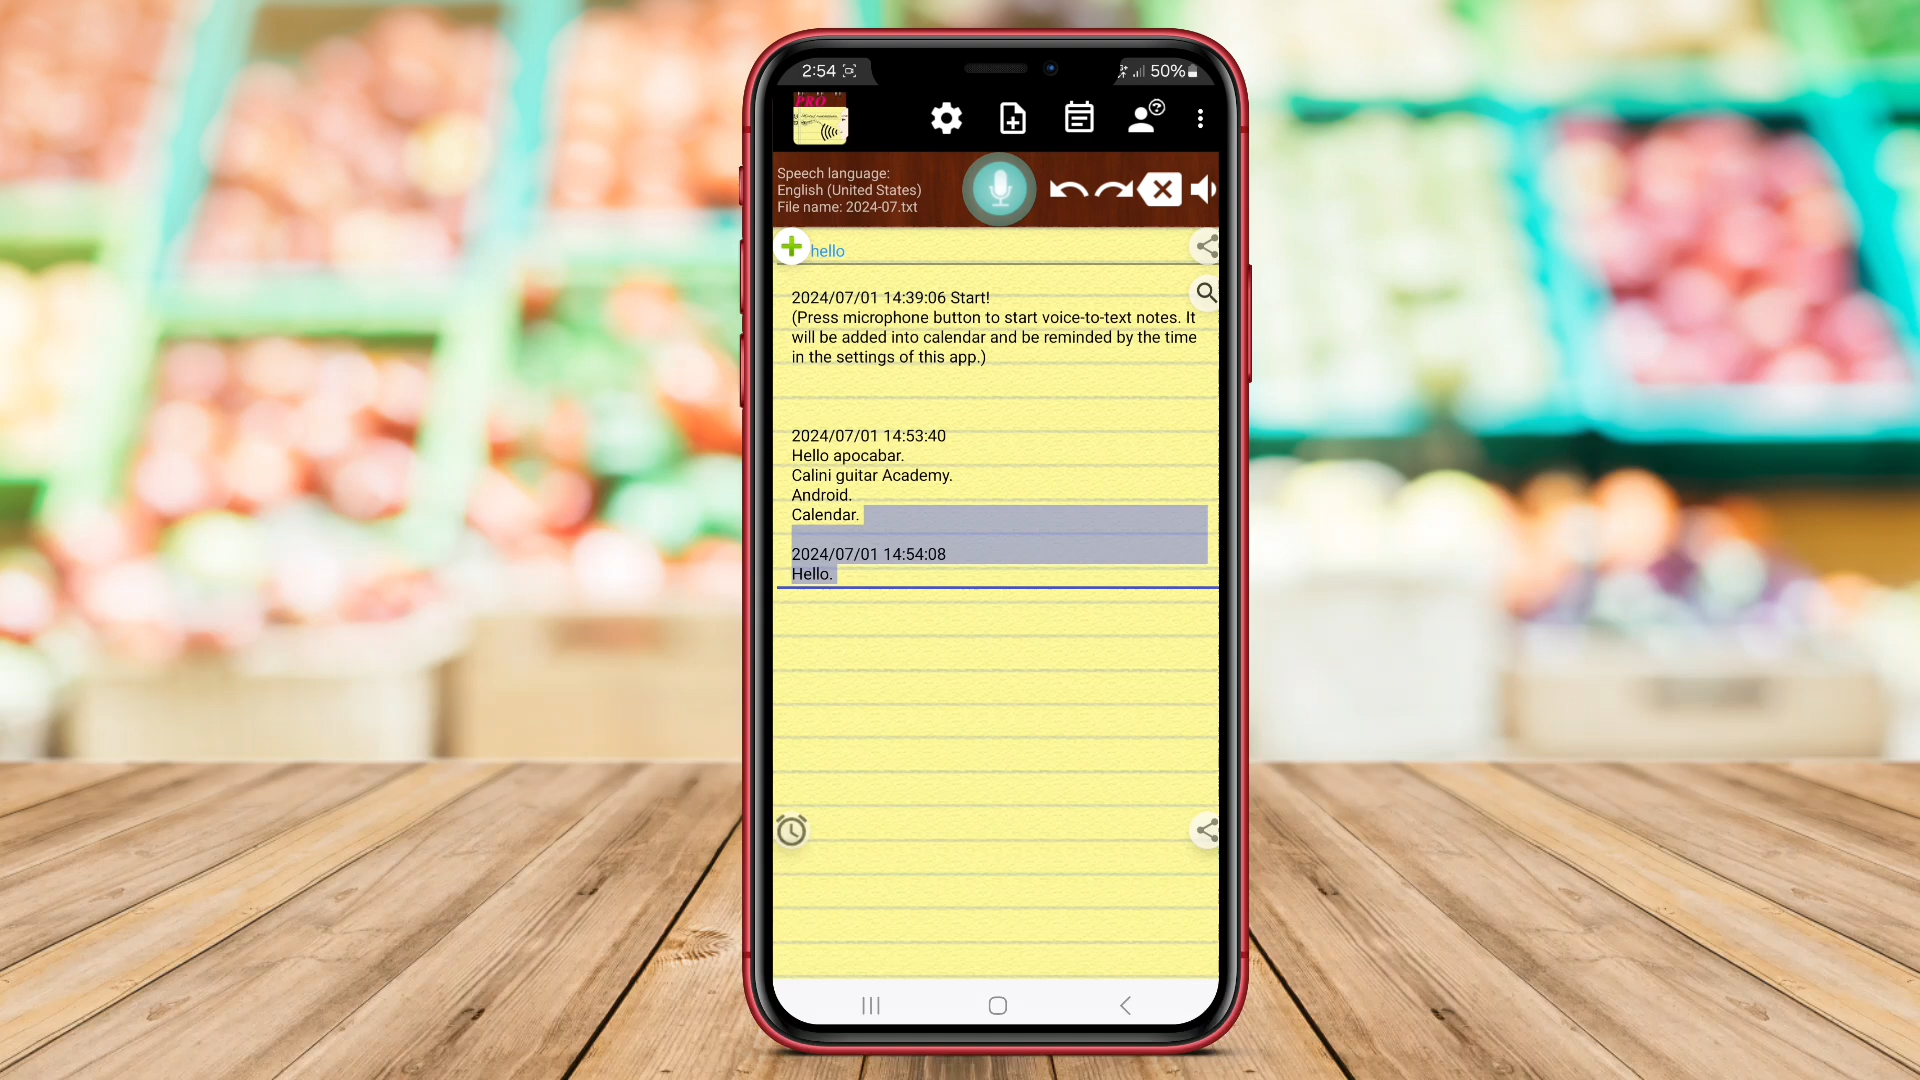 2:54
50%
PRO
Speech language:
English (United States)
File name: 2024-07.txt
hello
2024/07/01 14:39:06 Start!
(Press microphone button to start voice-to-text notes. It
will be added into calendar and be reminded by the time
in the settings of this app.)
2024/07/01 14:53:40
Hello apocabar.
Calini guitar Academy.
Android.
Calendar.
2024/07/01 14:54:08
Hello.